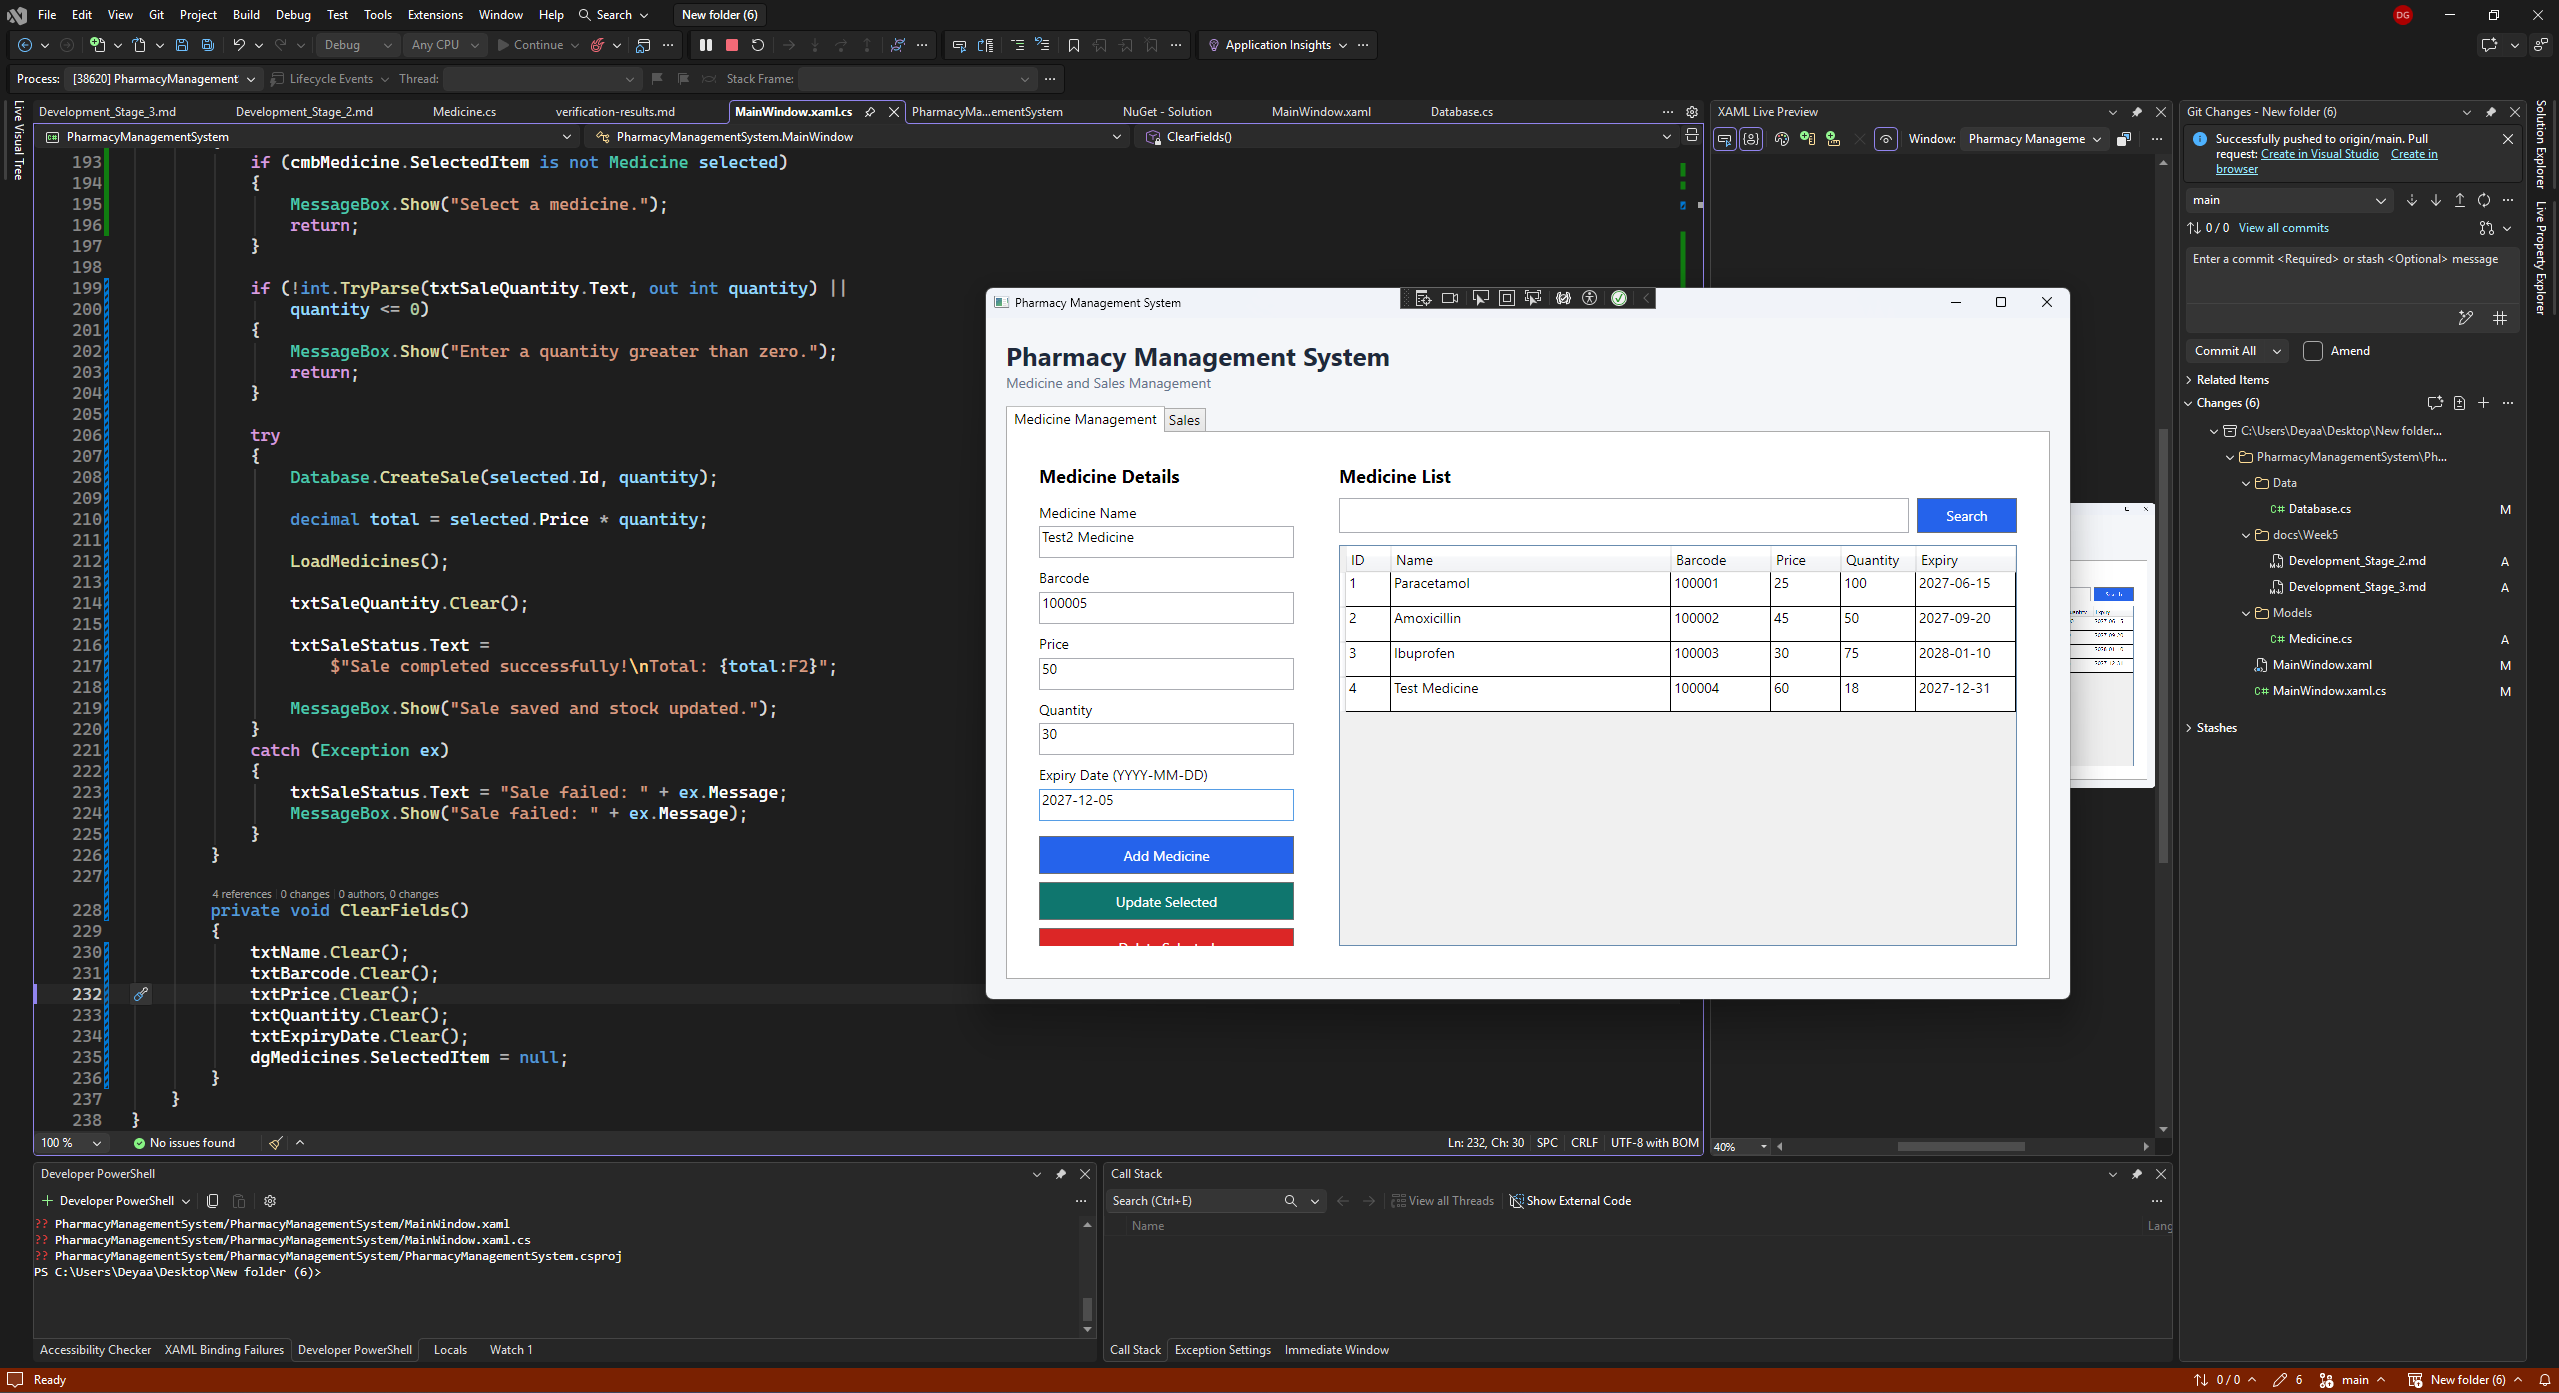 File Edit View Git Project Build Debug Test Tools Extensions Window Help Search New folder (6) DG
Debug Any CPU Continue Application Insights
Process: [38620] PharmacyManagement Lifecycle Events Thread: Stack Frame:
Live Visual Tree
Development_Stage_3.md Development_Stage_2.md Medicine.cs verification-results.md MainWindow.xaml.cs PharmacyMa...ementSystem NuGet - Solution MainWindow.xaml Database.cs
PharmacyManagementSystem PharmacyManagementSystem.MainWindow ClearFields()
193 if (cmbMedicine.SelectedItem is not Medicine selected)
194 {
195 MessageBox.Show("Select a medicine.");
196 return;
197 }
198
199 if (!int.TryParse(txtSaleQuantity.Text, out int quantity) ||
200 quantity <= 0)
201 {
202 MessageBox.Show("Enter a quantity greater than zero.");
203 return;
204 }
205
206 try
207 {
208 Database.CreateSale(selected.Id, quantity);
209
210 decimal total = selected.Price * quantity;
211
212 LoadMedicines();
213
214 txtSaleQuantity.Clear();
215
216 txtSaleStatus.Text =
217 $"Sale completed successfully!\nTotal: {total:F2}";
218
219 MessageBox.Show("Sale saved and stock updated.");
220 }
221 catch (Exception ex)
222 {
223 txtSaleStatus.Text = "Sale failed: " + ex.Message;
224 MessageBox.Show("Sale failed: " + ex.Message);
225 }
226 }
227
4 references | 0 changes | 0 authors, 0 changes
228 private void ClearFields()
229 {
230 txtName.Clear();
231 txtBarcode.Clear();
232 txtPrice.Clear();
233 txtQuantity.Clear();
234 txtExpiryDate.Clear();
235 dgMedicines.SelectedItem = null;
236 }
237 }
238 }
100 % No issues found Ln: 232, Ch: 30 SPC CRLF UTF-8 with BOM
Pharmacy Management System
Pharmacy Management System
Medicine and Sales Management
Medicine Management Sales
Medicine Details
Medicine Name
Test2 Medicine
Barcode
100005
Price
50
Quantity
30
Expiry Date (YYYY-MM-DD)
2027-12-05
Add Medicine
Update Selected
Medicine List
Search
ID Name Barcode Price Quantity Expiry
1 Paracetamol 100001 25 100 2027-06-15
2 Amoxicillin 100002 45 50 2027-09-20
3 Ibuprofen 100003 30 75 2028-01-10
4 Test Medicine 100004 60 18 2027-12-31
XAML Live Preview
Window: Pharmacy Manageme
40%
Git Changes - New folder (6)
Successfully pushed to origin/main. Pull
request: Create in Visual Studio Create in
browser
main
0 / 0 View all commits
Enter a commit <Required> or stash <Optional> message
Commit All Amend
Related Items
Changes (6)
C:\Users\Deyaa\Desktop\New folder...
PharmacyManagementSystem\Ph...
Data
C# Database.cs M
docs\Week5
Development_Stage_2.md A
Development_Stage_3.md A
Models
C# Medicine.cs A
MainWindow.xaml M
C# MainWindow.xaml.cs M
Stashes
Solution Explorer
Live Property Explorer
Developer PowerShell
Developer PowerShell
?? PharmacyManagementSystem/PharmacyManagementSystem/MainWindow.xaml
?? PharmacyManagementSystem/PharmacyManagementSystem/MainWindow.xaml.cs
?? PharmacyManagementSystem/PharmacyManagementSystem/PharmacyManagementSystem.csproj
PS C:\Users\Deyaa\Desktop\New folder (6)>
Accessibility Checker XAML Binding Failures Developer PowerShell Locals Watch 1
Call Stack
Search (Ctrl+E) View all Threads Show External Code
Name Lang
Call Stack Exception Settings Immediate Window
Ready 0 / 0 6 main New folder (6)